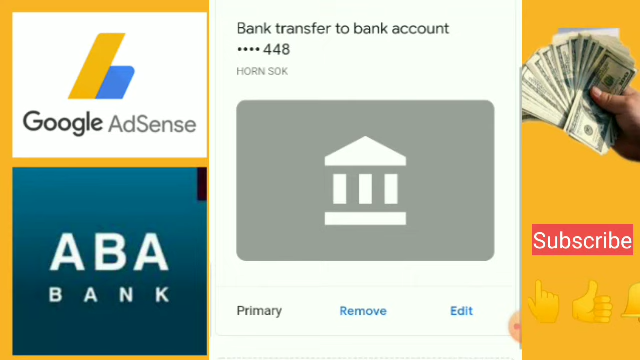 Google AdSense
ABA
BANK
Bank transfer to bank account
•••• 448
HORN SOK
Primary
Remove
Edit
Subscribe